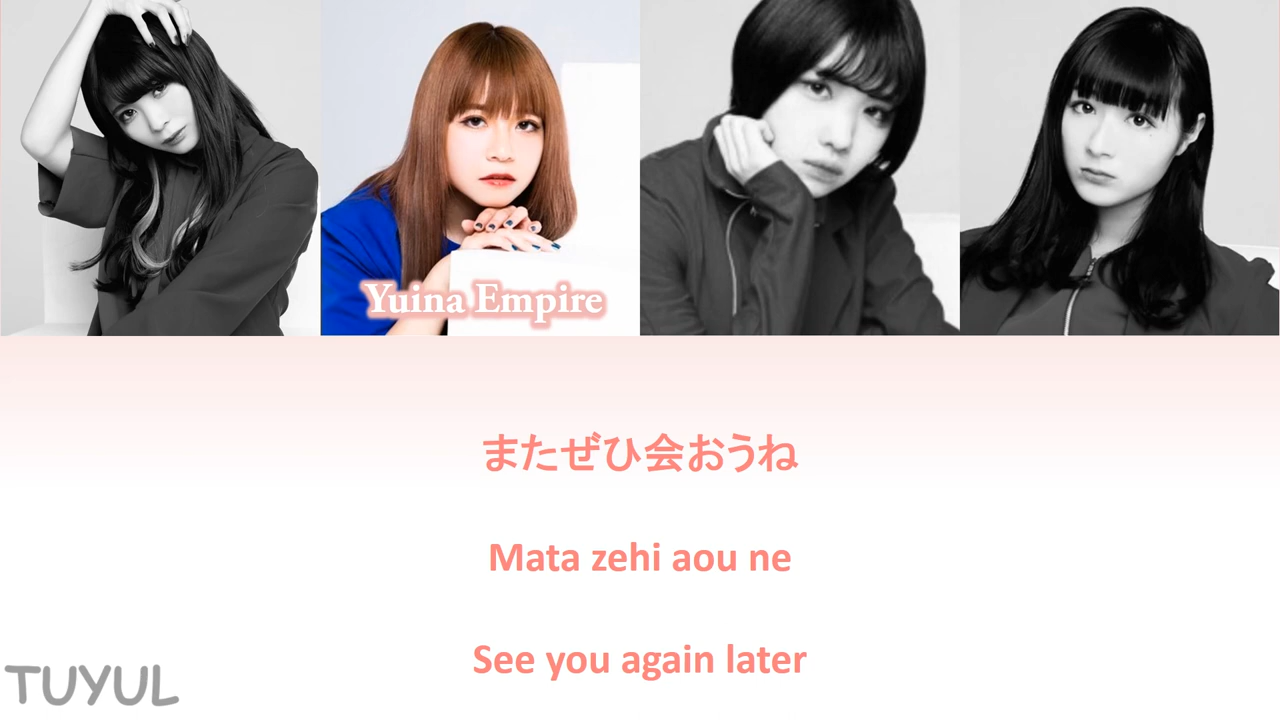 Yuina Empire
またぜひ会おうね
Mata zehi aou ne
See you again later
TUYUL